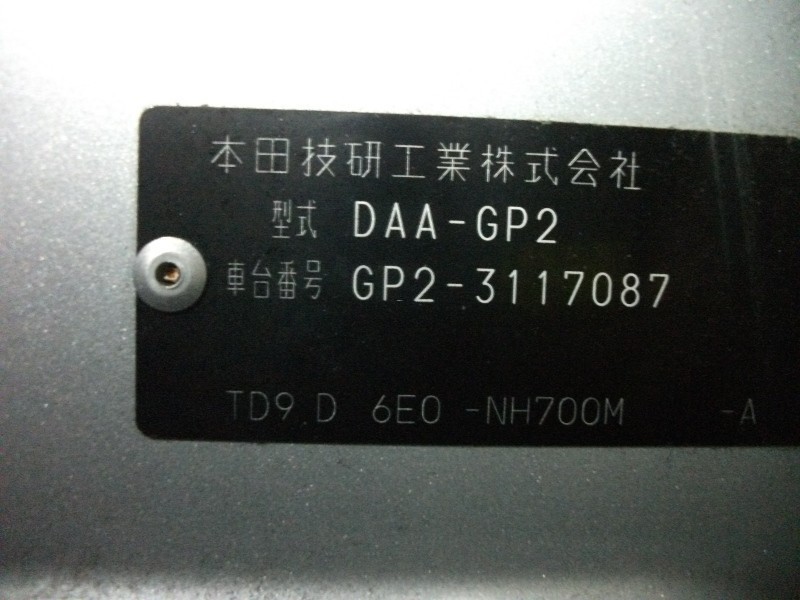 本田技研工業株式会社
型式 DAA-GP2
車台番号 GP2-3117087
TD9 D 6E0 -NH700M -A